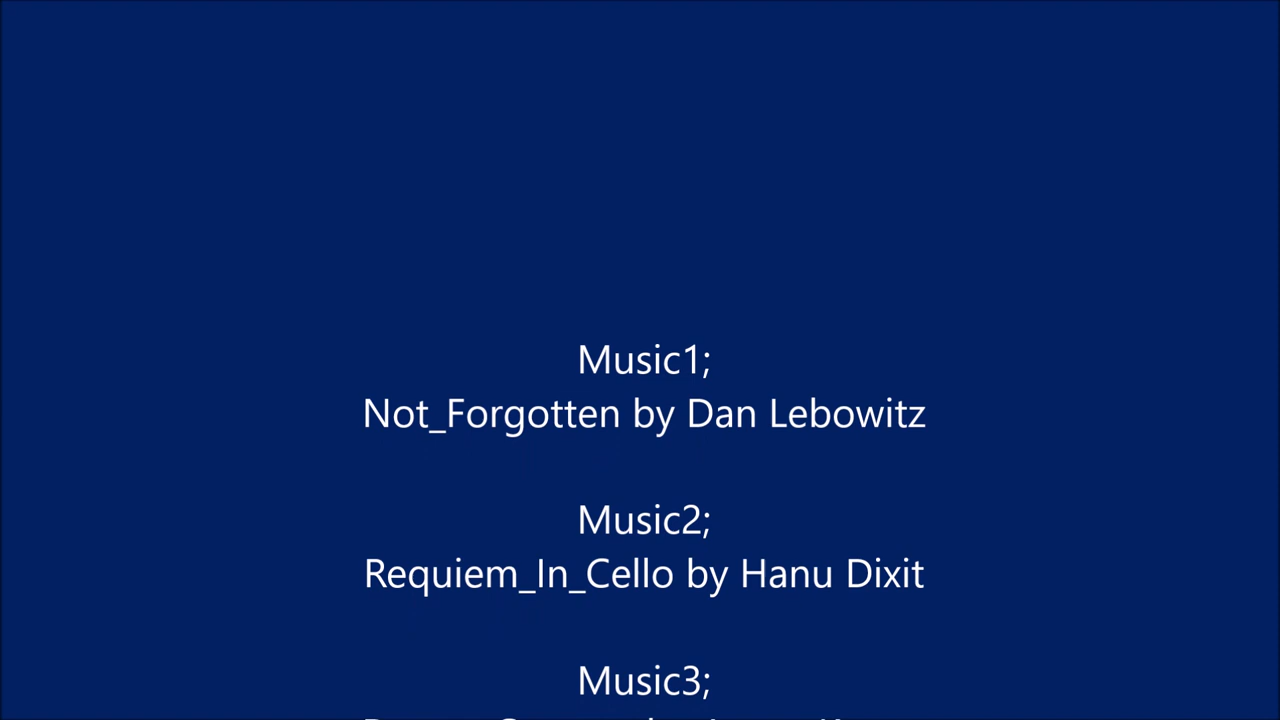 Music1;
Not_Forgotten by Dan Lebowitz
Music2;
Requiem_In_Cello by Hanu Dixit
Music3;